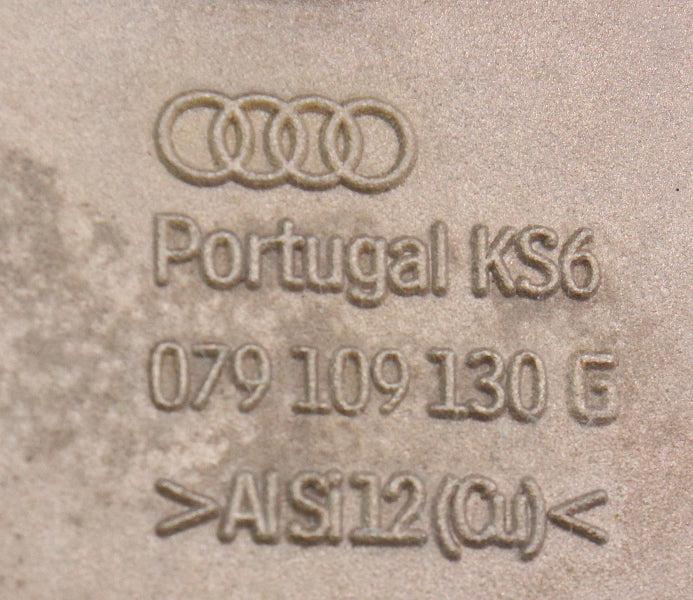 Portugal KS6
079 109 130 G
>AlSi12(Cu)<